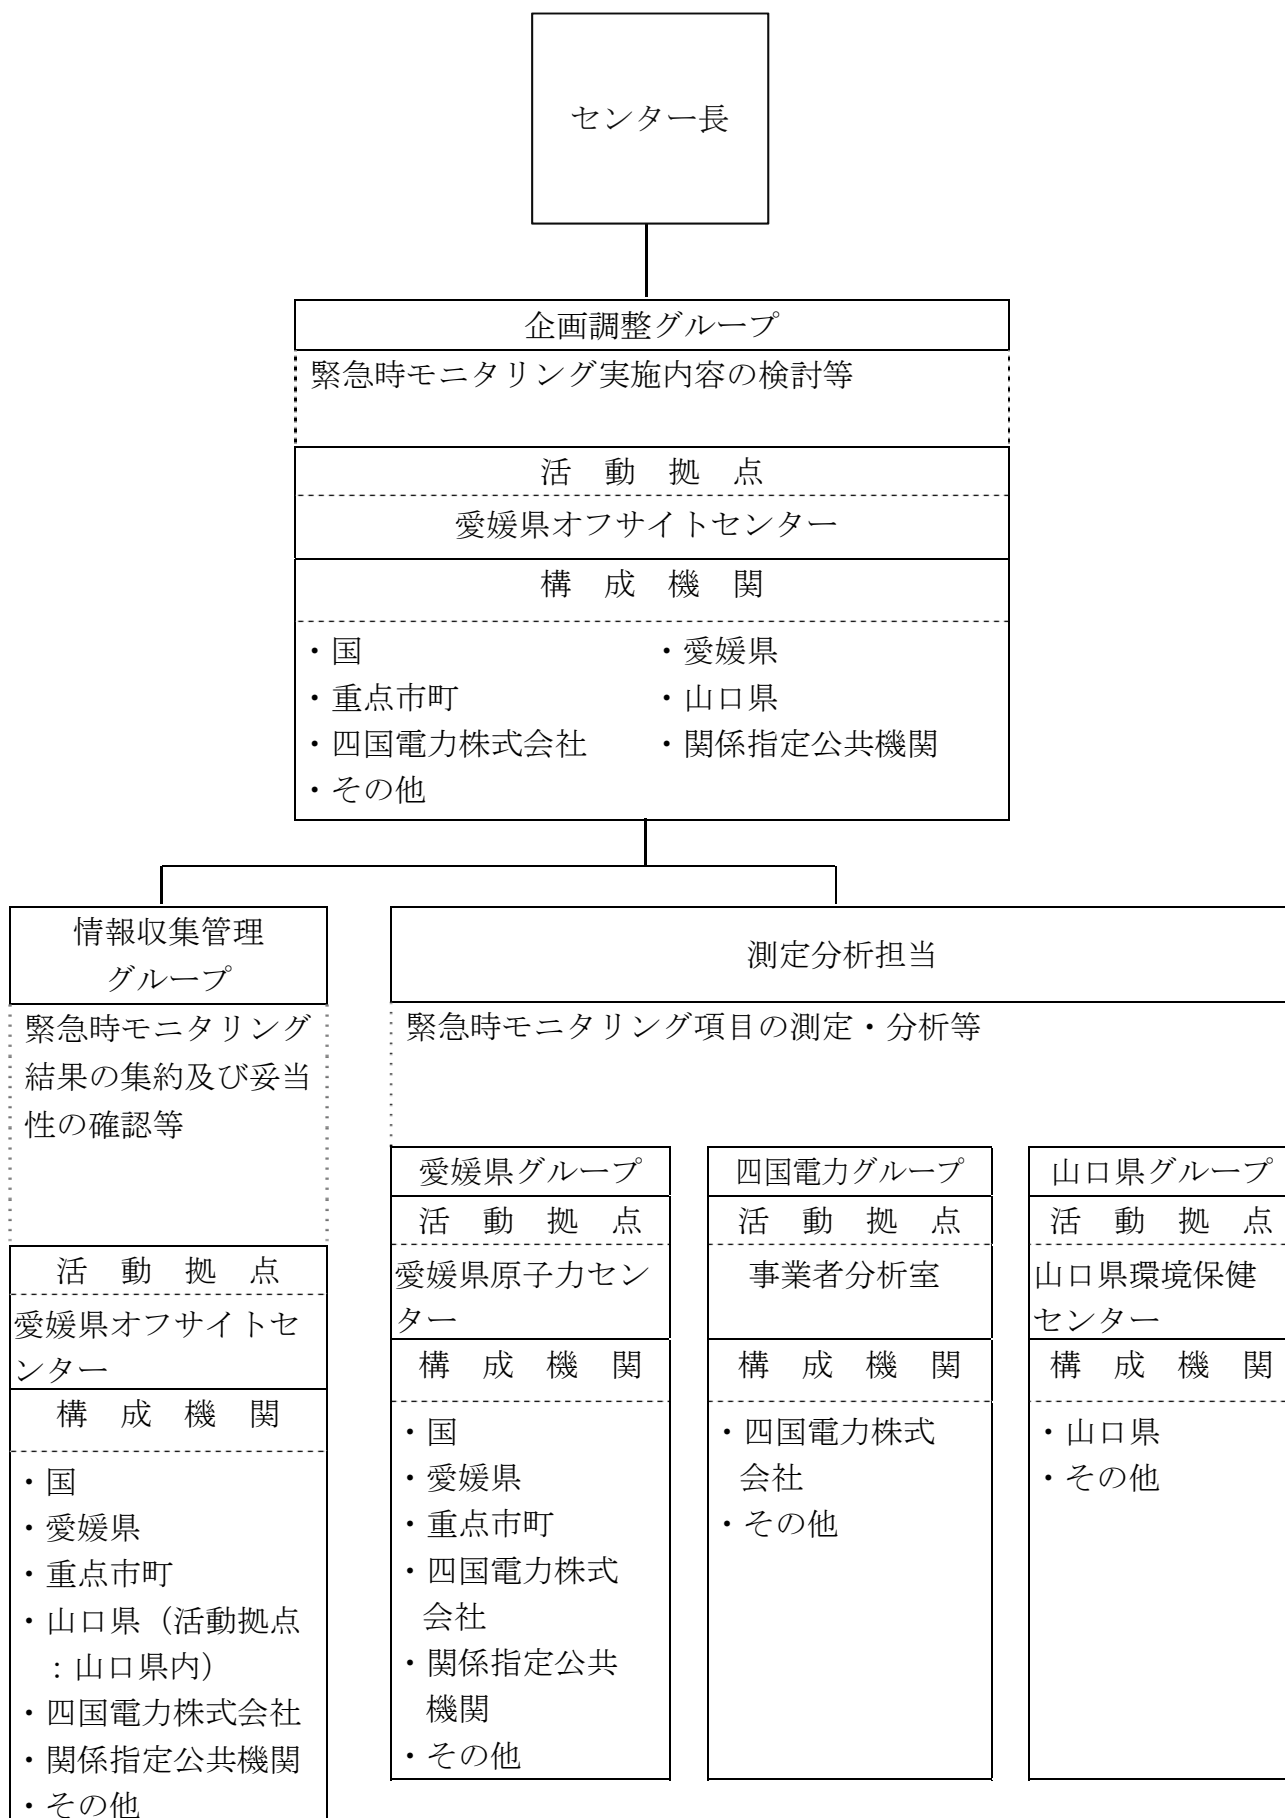 センター長
企画調整グループ
緊急時モニタリング実施内容の検討等
活 動 拠 点
愛媛県オフサイトセンター
構 成 機 関
・国
・愛媛県
・重点市町
・山口県
・四国電力株式会社
・関係指定公共機関
・その他
情報収集管理
グループ
緊急時モニタリング
結果の集約及び妥当
性の確認等
活 動 拠 点
愛媛県オフサイトセ
ンター
構 成 機 関
・国
・愛媛県
・重点市町
・山口県（活動拠点
：山口県内）
・四国電力株式会社
・関係指定公共機関
・その他
測定分析担当
緊急時モニタリング項目の測定・分析等
愛媛県グループ
活 動 拠 点
愛媛県原子力セン
ター
構 成 機 関
・国
・愛媛県
・重点市町
・四国電力株式
会社
・関係指定公共
機関
・その他
四国電力グループ
活 動 拠 点
事業者分析室
構 成 機 関
・四国電力株式
会社
・その他
山口県グループ
活 動 拠 点
山口県環境保健
センター
構 成 機 関
・山口県
・その他